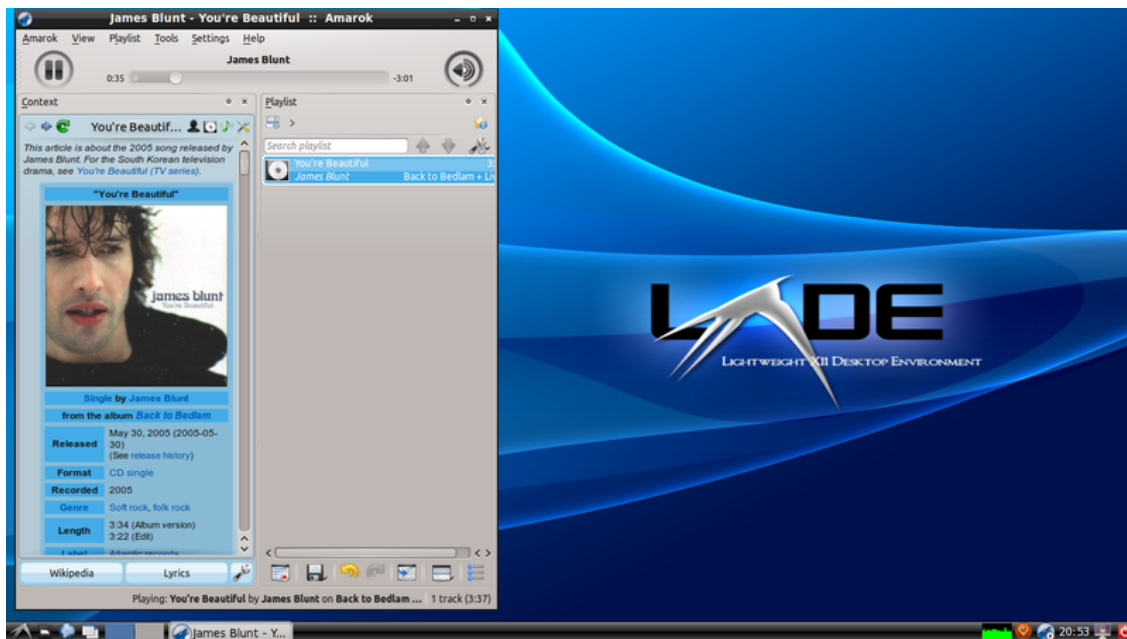 James Blunt - You're Beautiful :: Amarok
Amarok View Playlist Tools Settings Help
James Blunt
0:35
-3:01
Context
You're Beautif...
This article is about the 2005 song released by
James Blunt. For the South Korean television
drama, see You're Beautiful (TV series).
"You're Beautiful"
james blunt
You're Beautiful
Single by James Blunt
from the album Back to Bedlam
Released May 30, 2005 (2005-05-
30)
(See release history)
Format CD single
Recorded 2005
Genre Soft rock, folk rock
Length 3:34 (Album version)
3:22 (Edit)
Label Atlantic records
Wikipedia Lyrics
Playlist
Search playlist
You're Beautiful 3:
James Blunt Back to Bedlam + Liv
Playing: You're Beautiful by James Blunt on Back to Bedlam ... 1 track (3:37)
LXDE
LIGHTWEIGHT X11 DESKTOP ENVIRONMENT
James Blunt - Y...
20:53